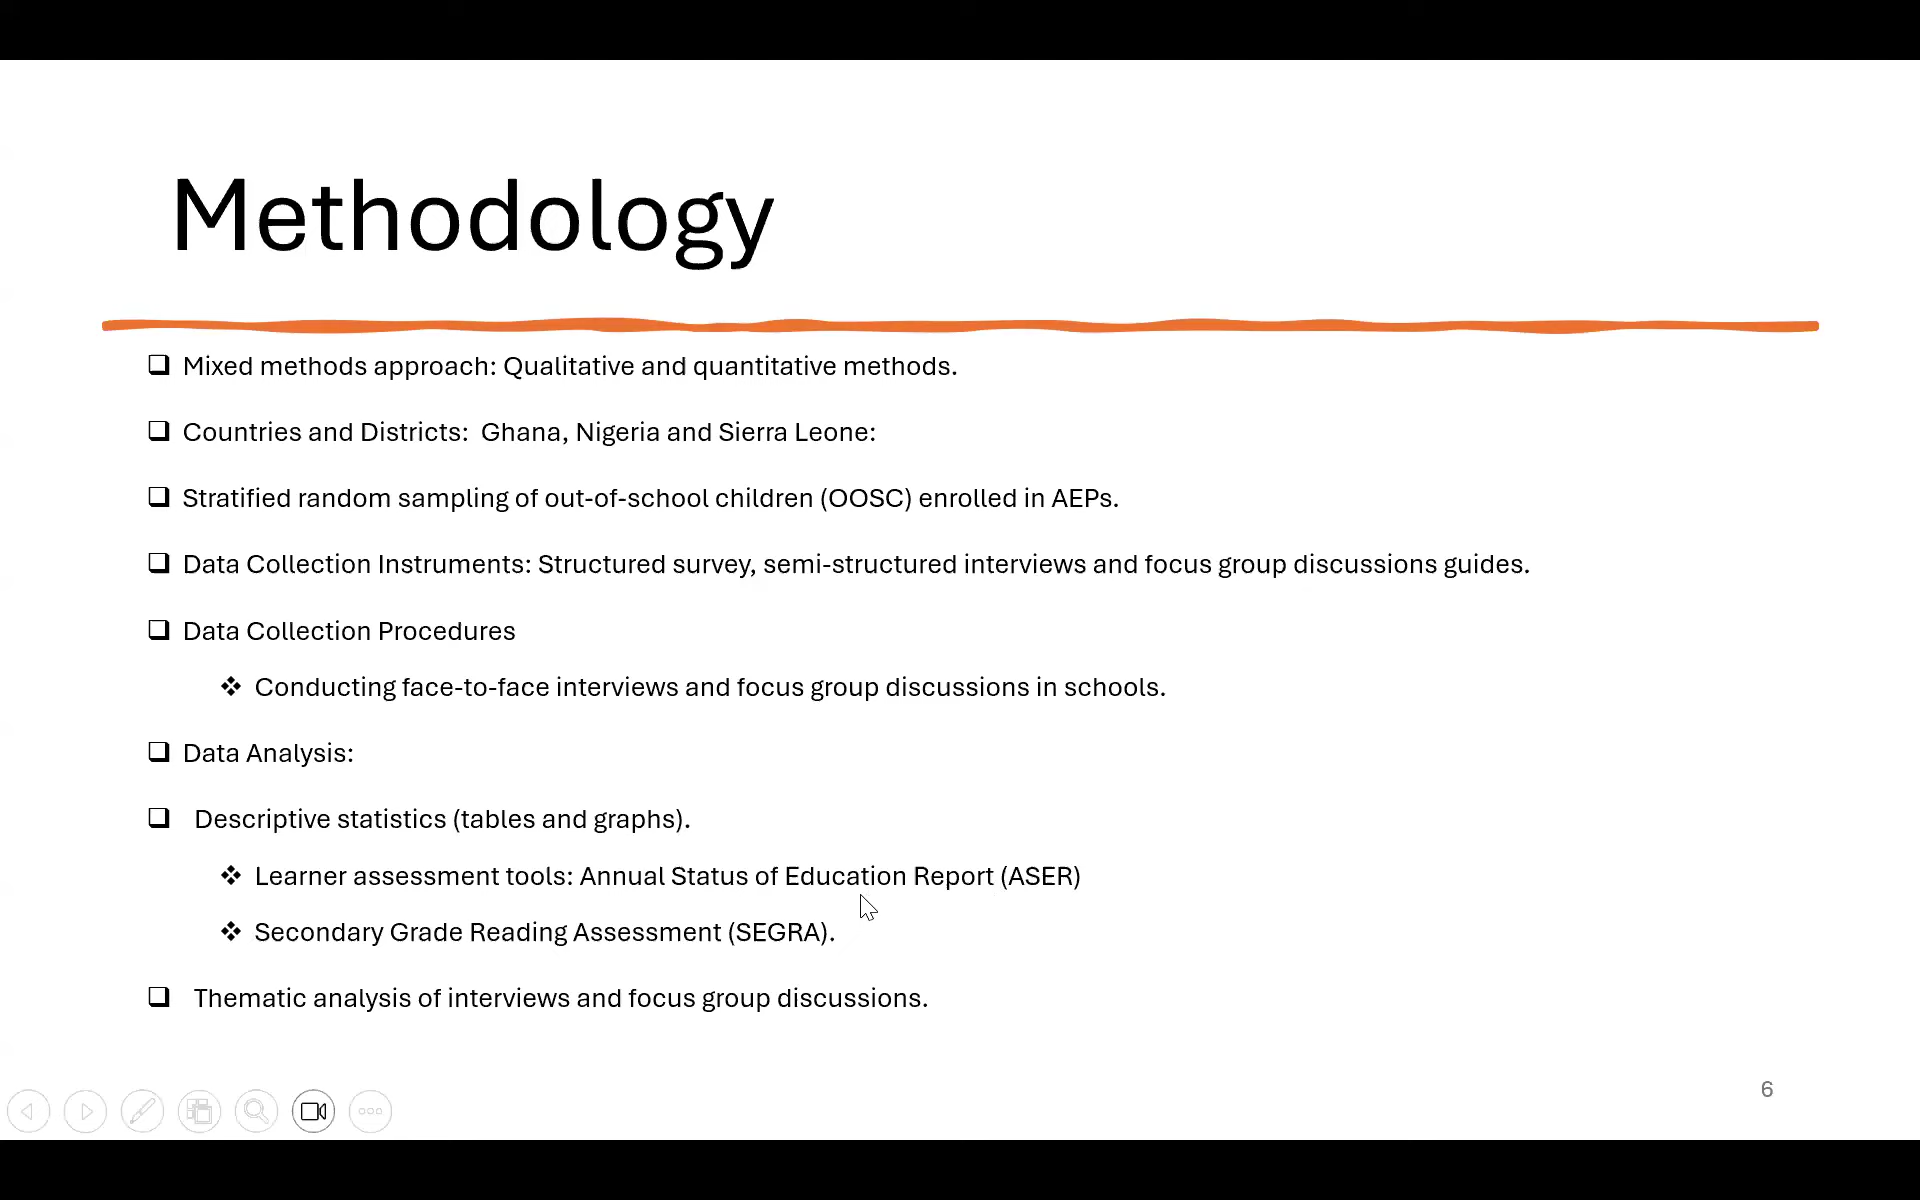 Methodology
Mixed methods approach: Qualitative and quantitative methods.
Countries and Districts:  Ghana, Nigeria and Sierra Leone:
Stratified random sampling of out-of-school children (OOSC) enrolled in AEPs.
Data Collection Instruments: Structured survey, semi-structured interviews and focus group discussions guides.
Data Collection Procedures
Conducting face-to-face interviews and focus group discussions in schools.
Data Analysis:
Descriptive statistics (tables and graphs).
Learner assessment tools: Annual Status of Education Report (ASER)
Secondary Grade Reading Assessment (SEGRA).
Thematic analysis of interviews and focus group discussions.
6